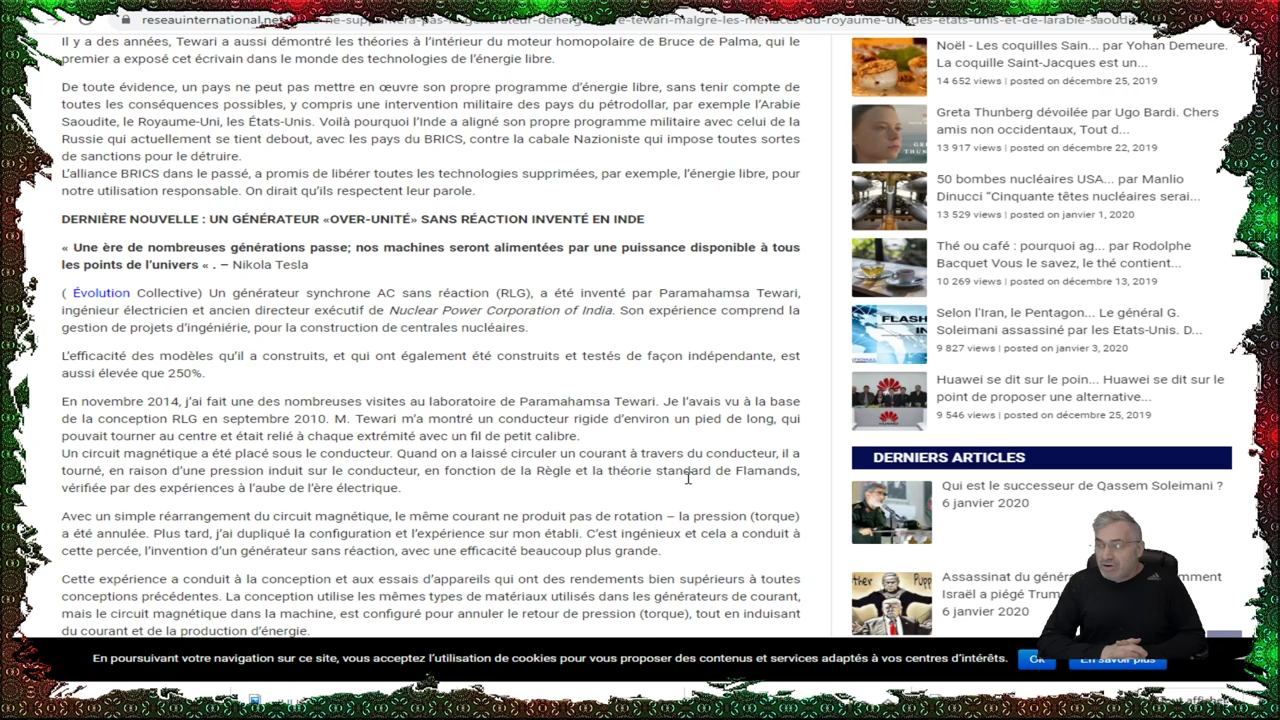 reseauinternational.net
Il y a des années, Tewari a aussi démontré les théories à l'intérieur du moteur homopolaire de Bruce de Palma, qui le
premier a exposé cet écrivain dans le monde des technologies de l'énergie libre.
De toute évidence, un pays ne peut pas mettre en œuvre son propre programme d'énergie libre, sans tenir compte de
toutes les conséquences possibles, y compris une intervention militaire des pays du pétrodollar, par exemple l'Arabie
Saoudite, le Royaume-Uni, les États-Unis. Voilà pourquoi l'Inde a aligné son propre programme militaire avec celui de la
Russie qui actuellement se tient debout, avec les pays du BRICS, contre la cabale Nazioniste qui impose toutes sortes
de sanctions pour le détruire.
L'alliance BRICS dans le passé, a promis de libérer toutes les technologies supprimées, par exemple, l'énergie libre, pour
notre utilisation responsable. On dirait qu'ils respectent leur parole.
DERNIÈRE NOUVELLE : UN GÉNÉRATEUR «OVER-UNITÉ» SANS RÉACTION INVENTÉ EN INDE
« Une ère de nombreuses générations passe; nos machines seront alimentées par une puissance disponible à tous
les points de l'univers « . – Nikola Tesla
( Évolution Collective) Un générateur synchrone AC sans réaction (RLG), a été inventé par Paramahamsa Tewari,
ingénieur électricien et ancien directeur exécutif de Nuclear Power Corporation of India. Son expérience comprend la
gestion de projets d'ingéniérie, pour la construction de centrales nucléaires.
L'efficacité des modèles qu'il a construits, et qui ont également été construits et testés de façon indépendante, est
aussi élevée que 250%.
En novembre 2014, j'ai fait une des nombreuses visites au laboratoire de Paramahamsa Tewari. Je l'avais vu à la base
de la conception RLG en septembre 2010. M. Tewari m'a montré un conducteur rigide d'environ un pied de long, qui
pouvait tourner au centre et était relié à chaque extrémité avec un fil de petit calibre.
Un circuit magnétique a été placé sous le conducteur. Quand on a laissé circuler un courant à travers du conducteur, il a
tourné, en raison d'une pression induit sur le conducteur, en fonction de la Règle et la théorie standard de Flamands,
vérifiée par des expériences à l'aube de l'ère électrique.
Avec un simple réarrangement du circuit magnétique, le même courant ne produit pas de rotation – la pression (torque)
a été annulée. Plus tard, j'ai dupliqué la configuration et l'expérience sur mon établi. C'est ingénieux et cela a conduit à
cette percée, l'invention d'un générateur sans réaction, avec une efficacité beaucoup plus grande.
Cette expérience a conduit à la conception et aux essais d'appareils qui ont des rendements bien supérieurs à toutes
conceptions précédentes. La conception utilise les mêmes types de matériaux utilisés dans les générateurs de courant,
mais le circuit magnétique dans la machine, est configuré pour annuler le retour de pression (torque), tout en induisant
du courant et de la production d'énergie.
Noël - Les coquilles Sain... par Yohan Demeure.
La coquille Saint-Jacques est un...
14 652 views | posted on décembre 25, 2019
Greta Thunberg dévoilée par Ugo Bardi. Chers
amis non occidentaux, Tout d...
13 917 views | posted on décembre 22, 2019
50 bombes nucléaires USA... par Manlio
Dinucci "Cinquante têtes nucléaires serai...
13 529 views | posted on janvier 1, 2020
Thé ou café : pourquoi ag... par Rodolphe
Bacquet Vous le savez, le thé contient...
10 269 views | posted on décembre 13, 2019
Selon l'Iran, le Pentagon... Le général G.
Soleimani assassiné par les Etats-Unis. D...
9 827 views | posted on janvier 3, 2020
Huawei se dit sur le poin... Huawei se dit sur le
point de proposer une alternative...
9 546 views | posted on décembre 25, 2019
DERNIERS ARTICLES
Qui est le successeur de Qassem Soleimani ?
6 janvier 2020
Assassinat du
Israël a piégé
6 janvier 2020
En poursuivant votre navigation sur ce site, vous acceptez l'utilisation de cookies pour vous proposer des contenus et services adaptés à vos centres d'intérêts.
Ok
En savoir plus